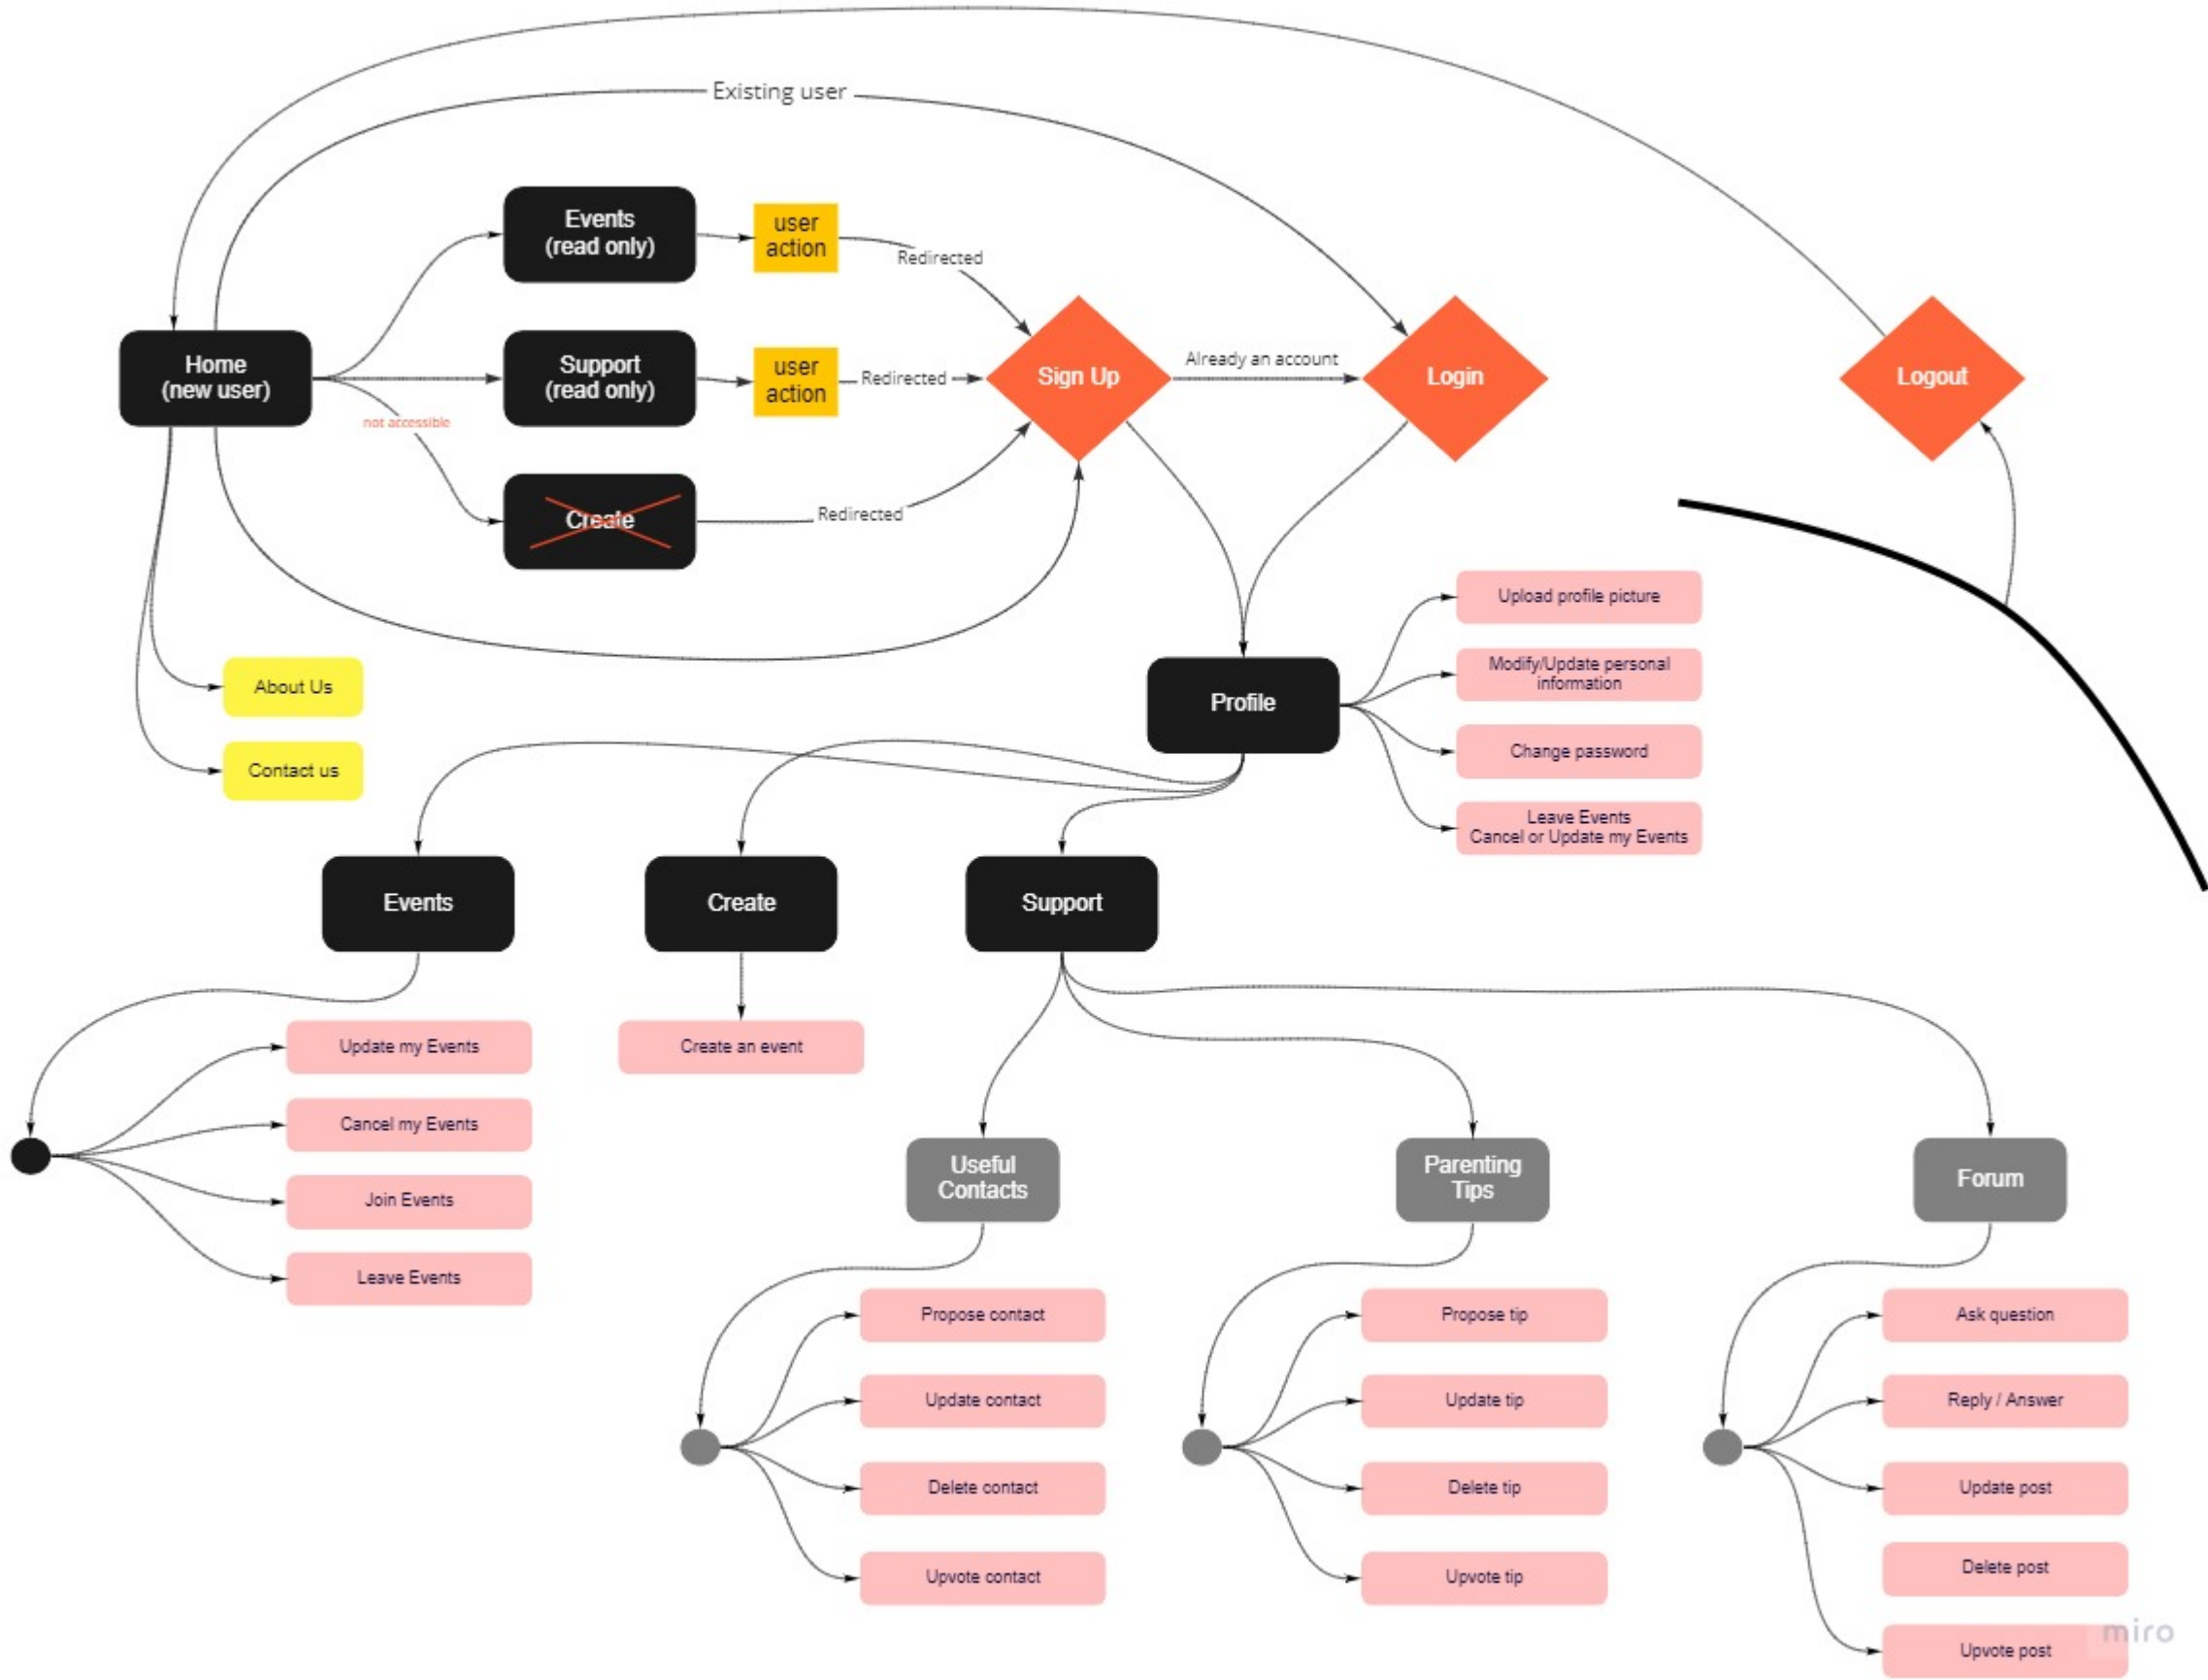 Existing user
Events
(read only)
user
action
Redirected
Home
(new user)
Support
(read only)
user
action
Redirected
Sign Up
Already an account
Login
Logout
not accessible
Create
Redirected
Upload profile picture
Modify/Update personal
information
About Us
Profile
Change password
Contact us
Leave Events
Cancel or Update my Events
Events
Create
Support
Update my Events
Create an event
Cancel my Events
Join Events
Leave Events
Useful
Contacts
Parenting
Tips
Forum
Propose contact
Update contact
Delete contact
Upvote contact
Propose tip
Update tip
Delete tip
Upvote tip
Ask question
Reply / Answer
Update post
Delete post
Upvote post
miro